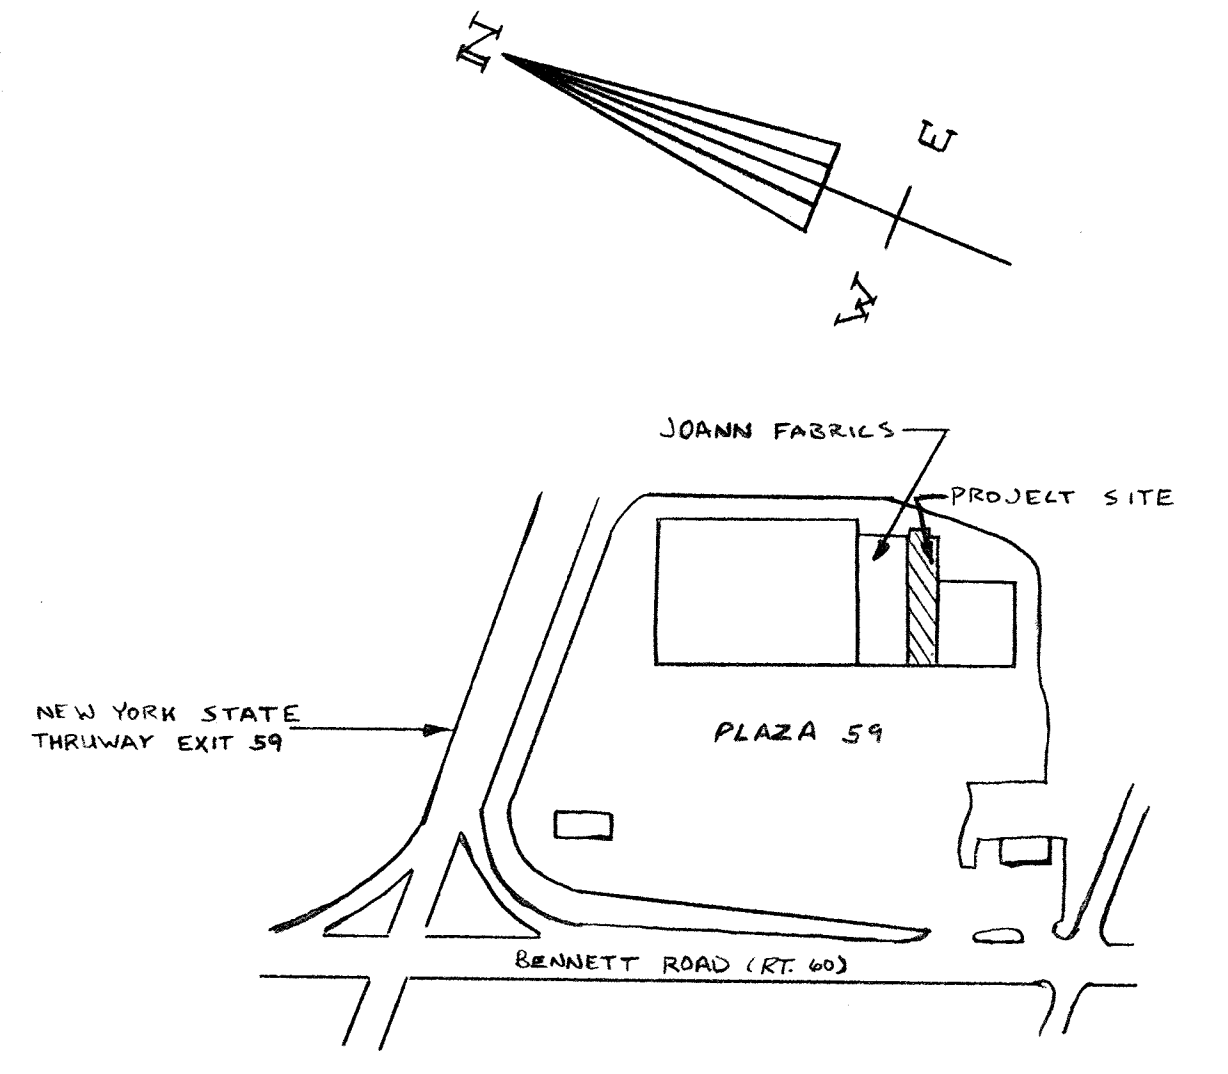 N
E
W
JOANN FABRICS
PROJECT SITE
NEW YORK STATE
THRUWAY EXIT 59
PLAZA 59
BENNETT ROAD (RT. 60)